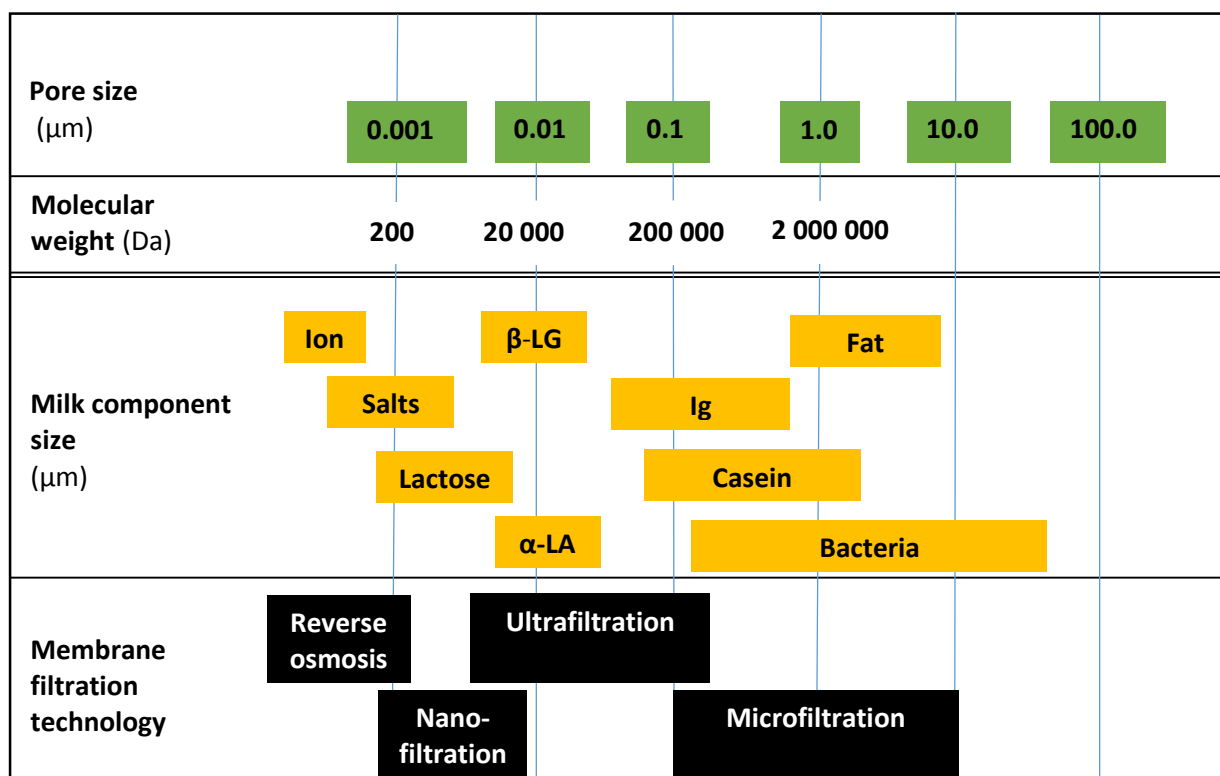 Pore size
(µm)
0.001 0.01 0.1 1.0 10.0 100.0
Molecular
weight (Da)
200 20 000 200 000 2 000 000
Ion β-LG Fat
Milk component
size
(µm)
Salts Ig
Lactose Casein
α-LA Bacteria
Membrane
filtration
technology
Reverse
osmosis
Ultrafiltration
Nano-
filtration
Microfiltration